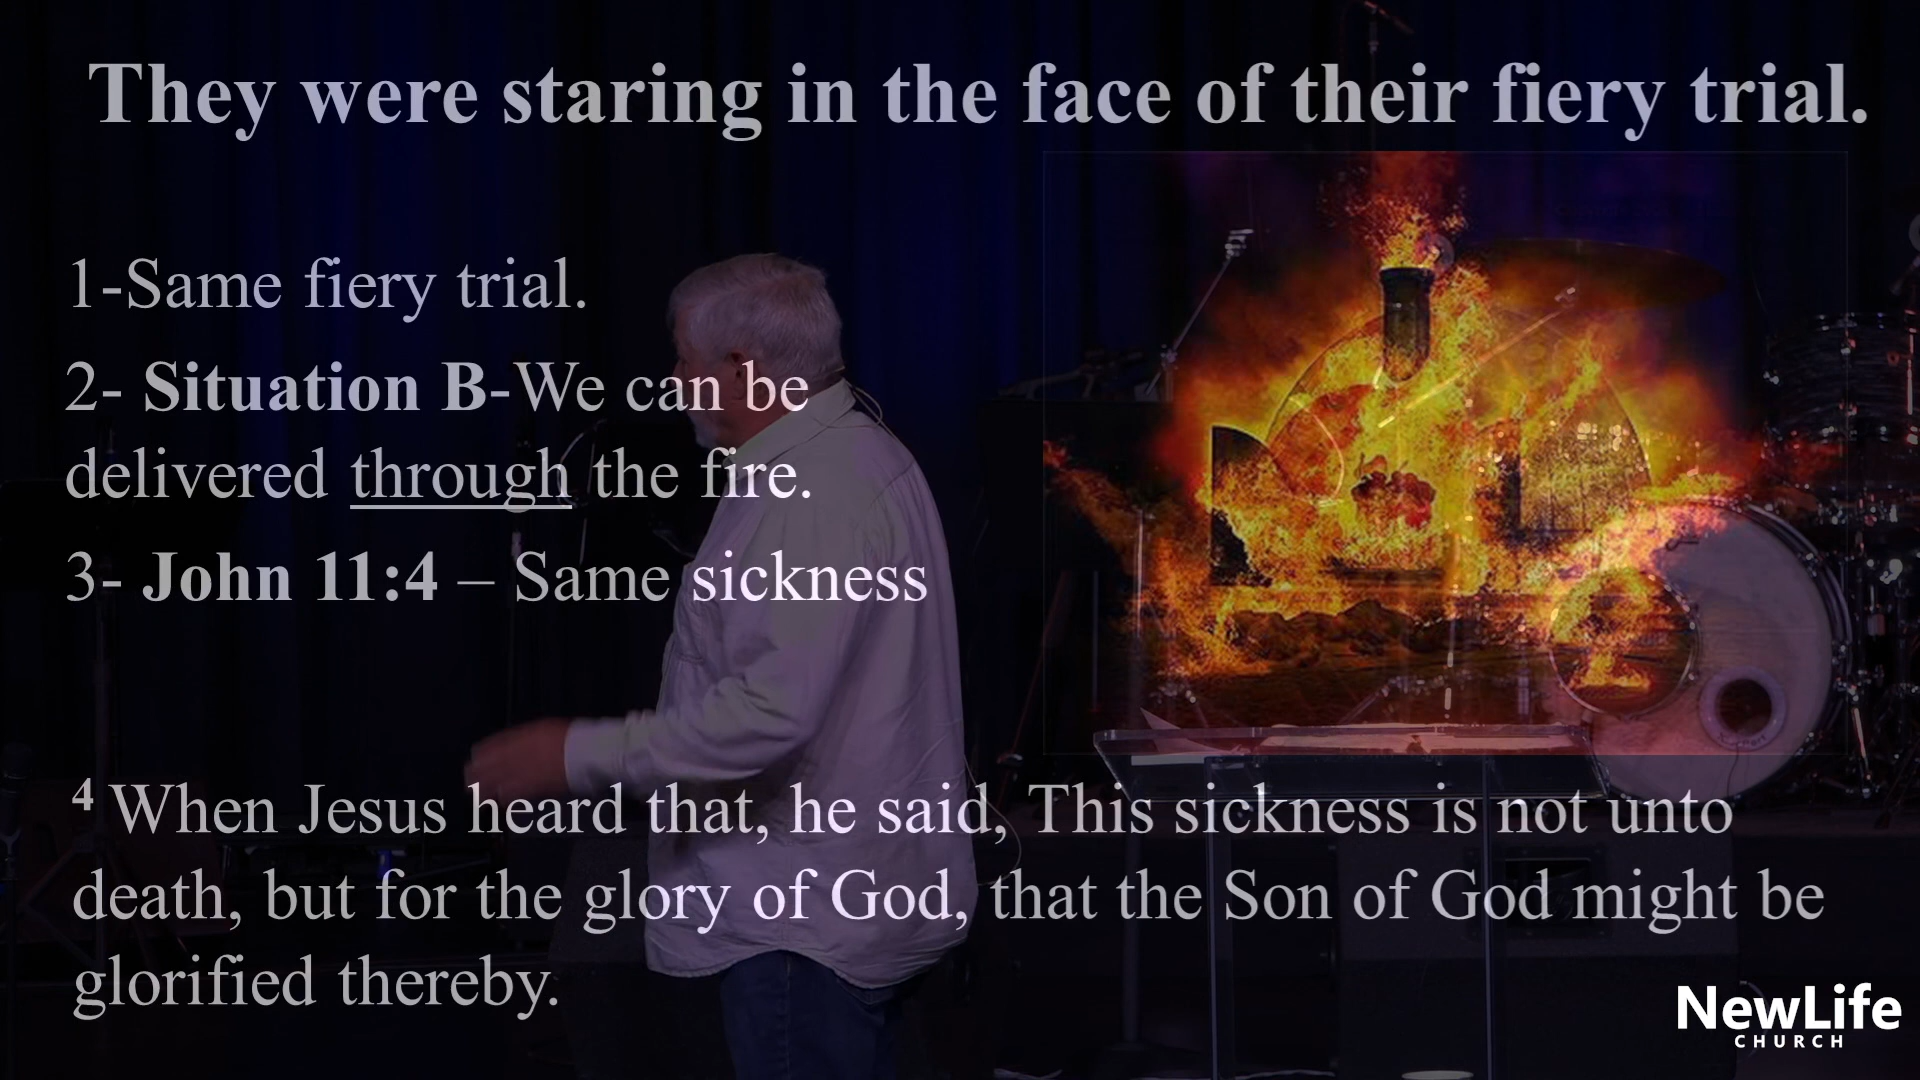 They were staring in the face of their fiery trial.
1-Same fiery trial.
2- Situation B-We can be
delivered through the fire.
3- John 11:4 – Same sickness
4 When Jesus heard that, he said, This sickness is not unto
death, but for the glory of God, that the Son of God might be
glorified thereby.
NewLife
CHURCH